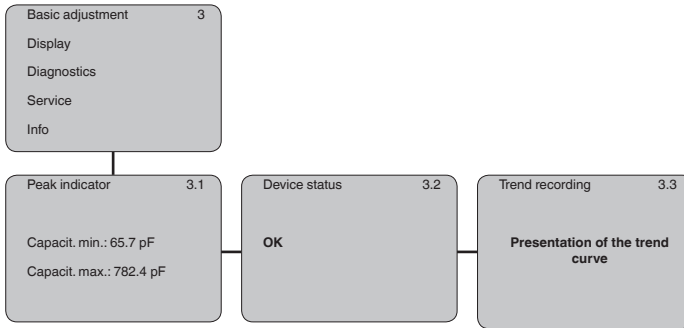 Basic adjustment 3
Display
Diagnostics
Service
Info
Peak indicator 3.1
Capacit. min.: 65.7 pF
Capacit. max.: 782.4 pF
Device status 3.2
OK
Trend recording 3.3
Presentation of the trend
curve